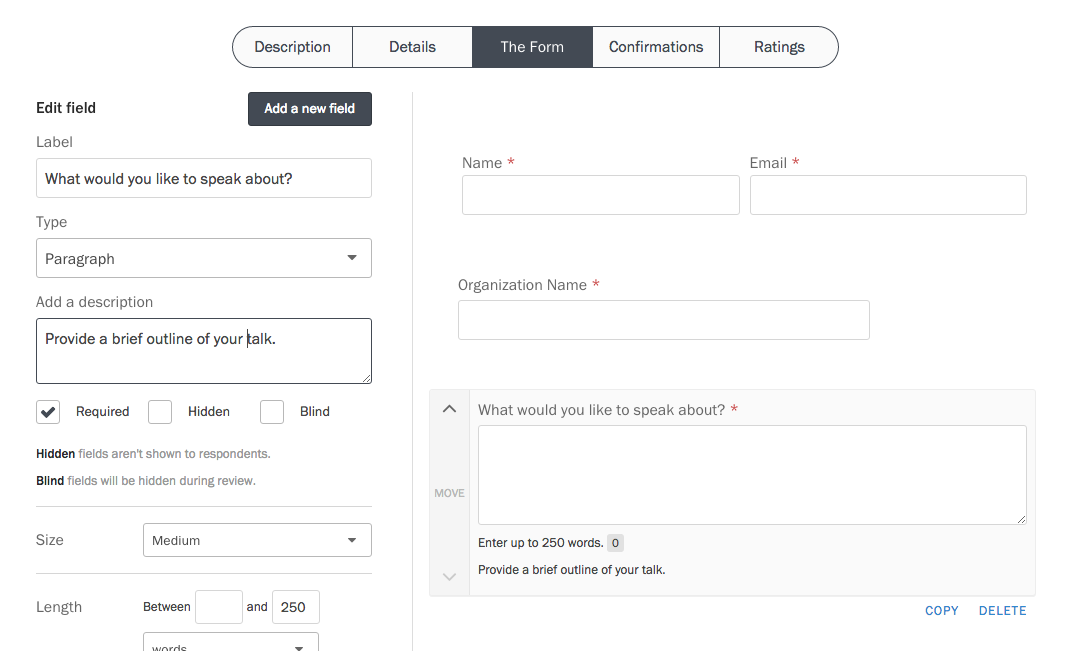 Description Details The Form Confirmations Ratings
Edit field
Add a new field
Label
What would you like to speak about?
Type
Paragraph
Add a description
Provide a brief outline of your talk.
Required Hidden Blind
Hidden fields aren't shown to respondents.
Blind fields will be hidden during review.
Size Medium
Length Between and 250
words
Name * Email *
Organization Name *
What would you like to speak about? *
MOVE
Enter up to 250 words. 0
Provide a brief outline of your talk.
COPY DELETE